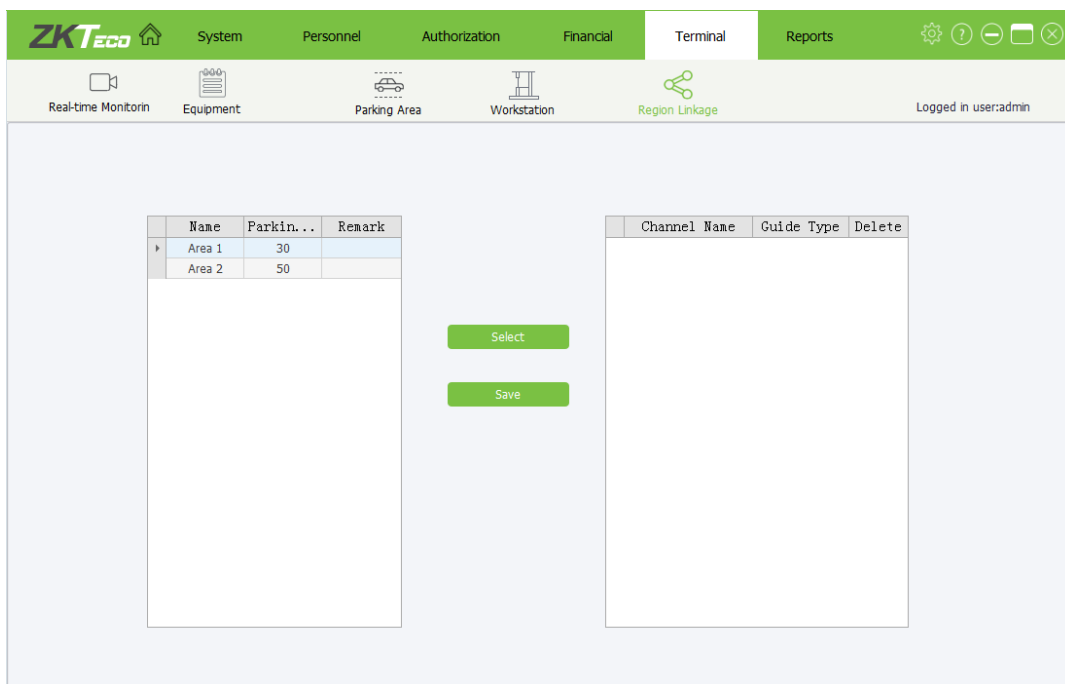 ZKTeco System Personnel Authorization Financial Terminal Reports
Real-time Monitorin Equipment Parking Area Workstation Region Linkage Logged in user:admin
Name Parkin... Remark
Area 1 30
Area 2 50
Channel Name Guide Type Delete
Select
Save